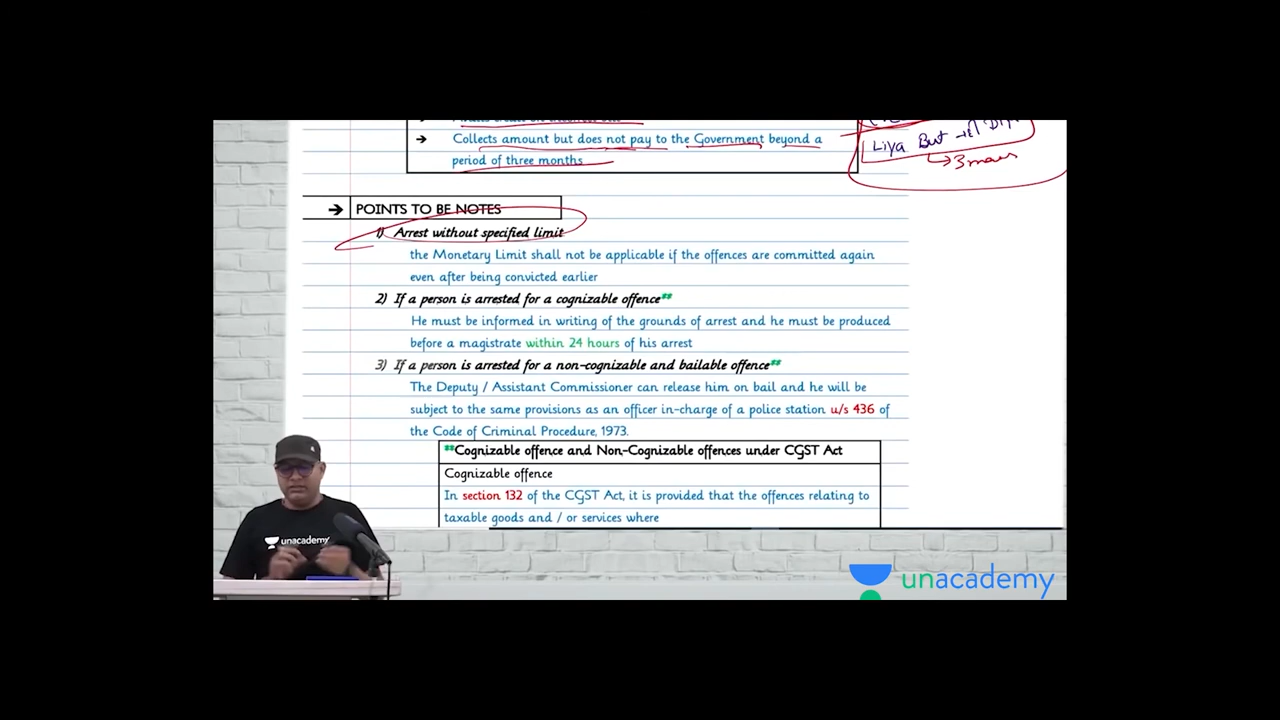 → Collects amount but does not pay to the Government beyond a
period of three months
Liya But
→ 3 maas
→ POINTS TO BE NOTES
1) Arrest without specified limit
the Monetary Limit shall not be applicable if the offences are committed again
even after being convicted earlier
2) If a person is arrested for a cognizable offence**
He must be informed in writing of the grounds of arrest and he must be produced
before a magistrate within 24 hours of his arrest
3) If a person is arrested for a non-cognizable and bailable offence**
The Deputy / Assistant Commissioner can release him on bail and he will be
subject to the same provisions as an officer in-charge of a police station u/s 436 of
the Code of Criminal Procedure, 1973.
**Cognizable offence and Non-Cognizable offences under CGST Act
Cognizable offence
In section 132 of the CGST Act, it is provided that the offences relating to
taxable goods and / or services where
unacademy
unacademy